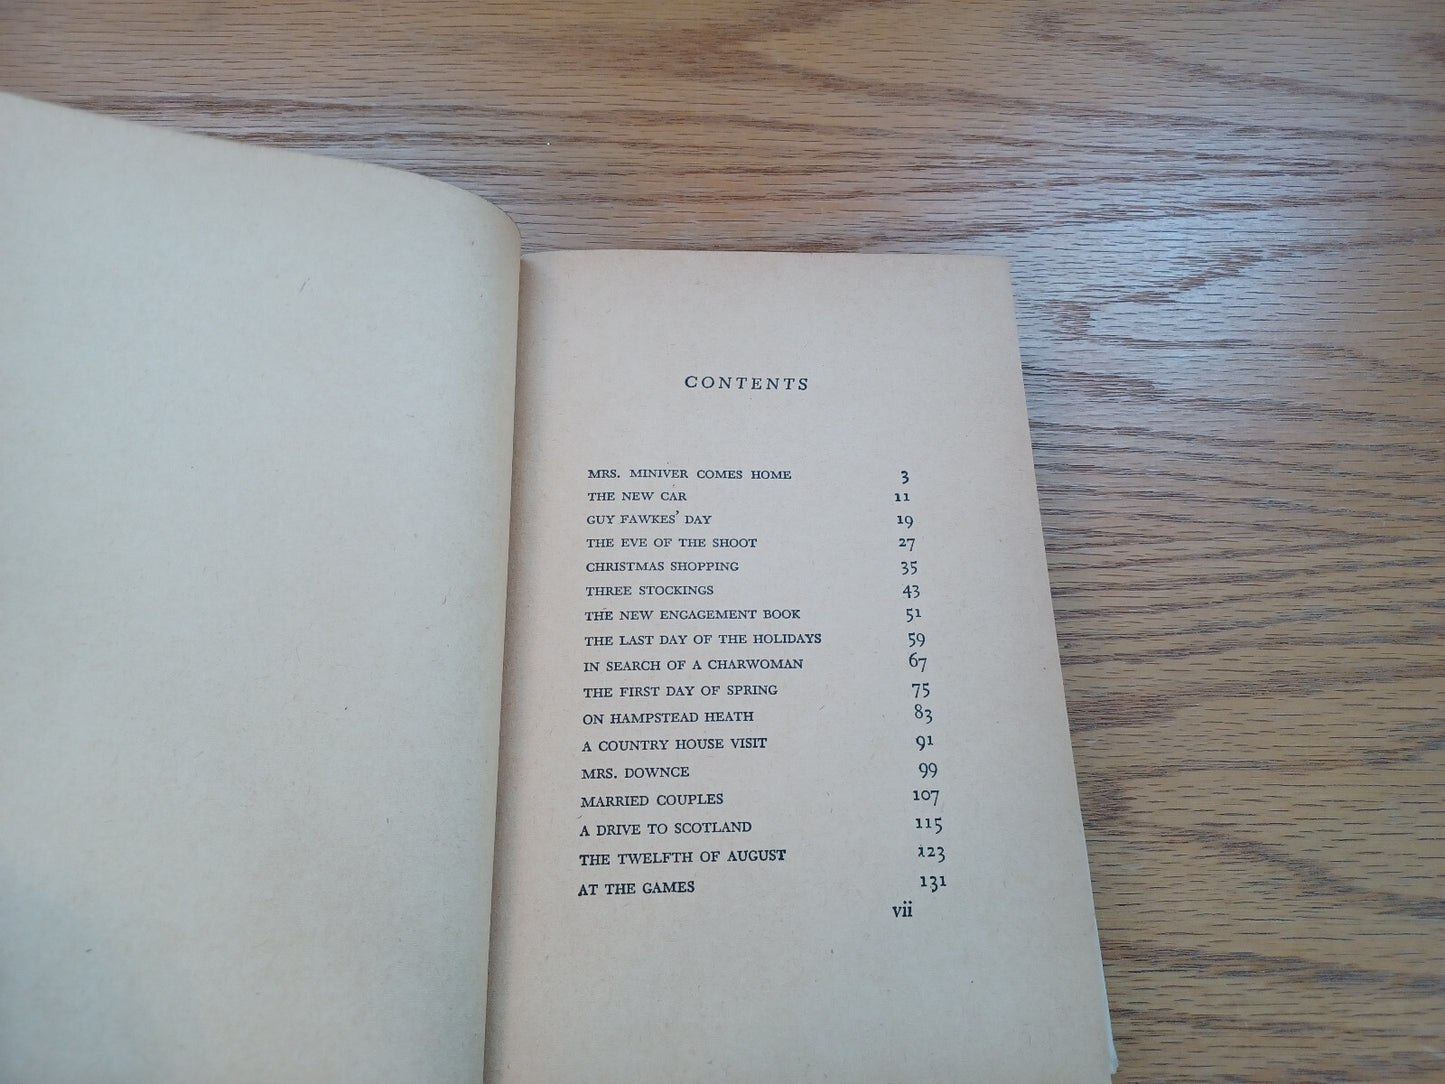 CONTENTS
MRS. MINIVER COMES HOME 3
THE NEW CAR 11
GUY FAWKES' DAY 19
THE EVE OF THE SHOOT 27
CHRISTMAS SHOPPING 35
THREE STOCKINGS 43
THE NEW ENGAGEMENT BOOK 51
THE LAST DAY OF THE HOLIDAYS 59
IN SEARCH OF A CHARWOMAN 67
THE FIRST DAY OF SPRING 75
ON HAMPSTEAD HEATH 83
A COUNTRY HOUSE VISIT 91
MRS. DOWNCE 99
MARRIED COUPLES 107
A DRIVE TO SCOTLAND 115
THE TWELFTH OF AUGUST 123
AT THE GAMES 131
vii